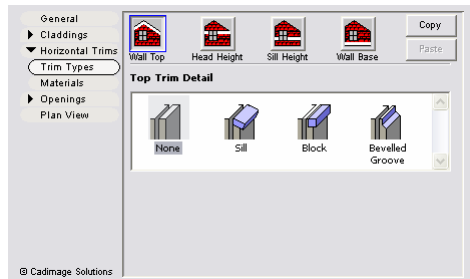 General
Claddings
Horizontal Trims
Trim Types
Materials
Openings
Plan View
Wall Top
Head Height
Sill Height
Wall Base
Copy
Paste
Top Trim Detail
None
Sill
Block
Bevelled
Groove
© Cadimage Solutions